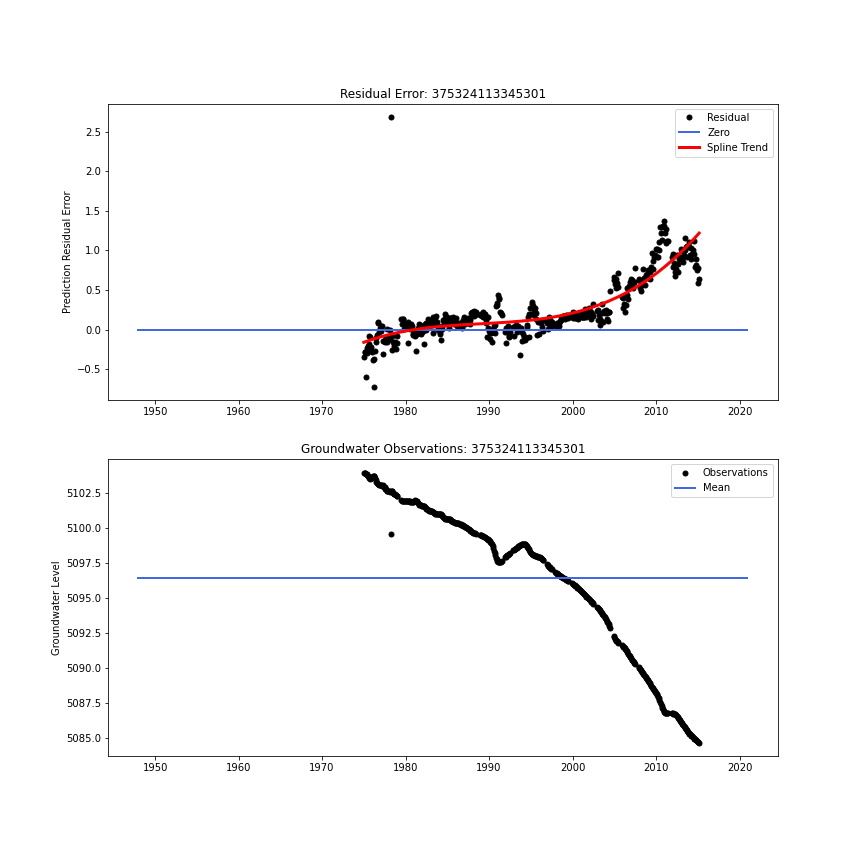 Residual Error: 375324113345301
Prediction Residual Error
2.5
2.0
1.5
1.0
0.5
0.0
−0.5
Residual
Zero
Spline Trend
1950 1960 1970 1980 1990 2000 2010 2020
Groundwater Observations: 375324113345301
Groundwater Level
5102.5
5100.0
5097.5
5095.0
5092.5
5090.0
5087.5
5085.0
Observations
Mean
1950 1960 1970 1980 1990 2000 2010 2020